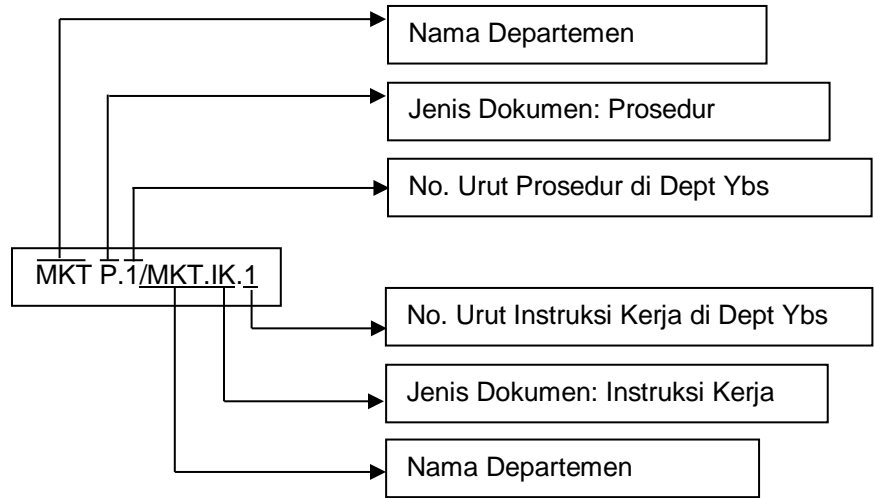 Nama Departemen
Jenis Dokumen: Prosedur
No. Urut Prosedur di Dept Ybs
MKT P.1/MKT.IK.1
No. Urut Instruksi Kerja di Dept Ybs
Jenis Dokumen: Instruksi Kerja
Nama Departemen